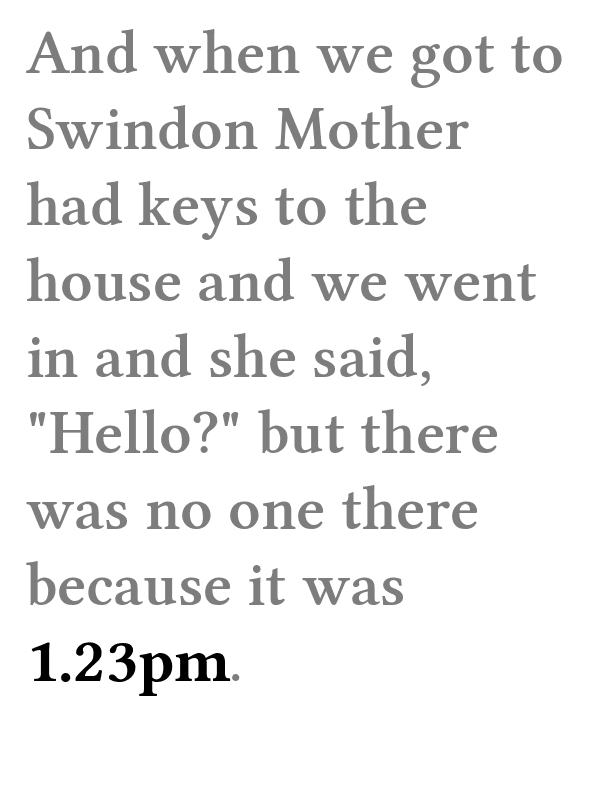 And when we got to
Swindon Mother
had keys to the
house and we went
in and she said,
"Hello?" but there
was no one there
because it was
1.23pm.